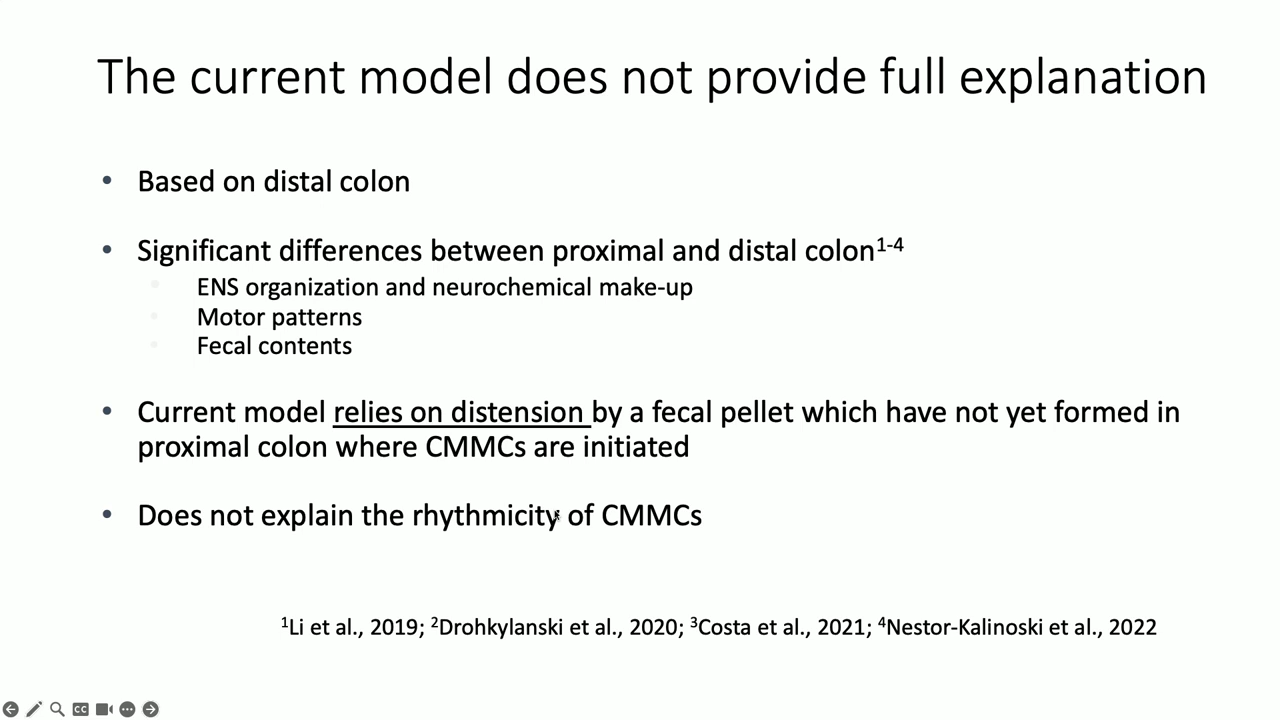 The current model does not provide full explanation
• Based on distal colon
• Significant differences between proximal and distal colon1-4
• ENS organization and neurochemical make-up
• Motor patterns
• Fecal contents
• Current model relies on distension by a fecal pellet which have not yet formed in
proximal colon where CMMCs are initiated
• Does not explain the rhythmicity of CMMCs
1Li et al., 2019; 2Drohkylanski et al., 2020; 3Costa et al., 2021; 4Nestor-Kalinoski et al., 2022
CC